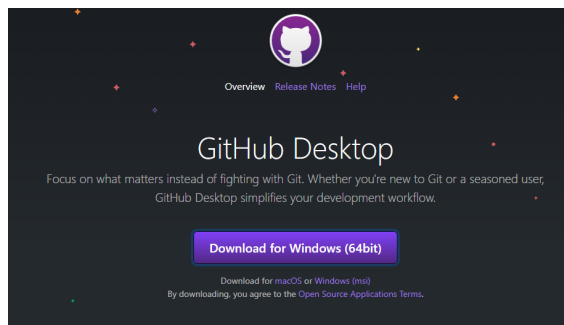 Overview Release Notes Help
GitHub Desktop
Focus on what matters instead of fighting with Git. Whether you're new to Git or a seasoned user,
GitHub Desktop simplifies your development workflow.
Download for Windows (64bit)
Download for macOS or Windows (msi)
By downloading, you agree to the Open Source Applications Terms.